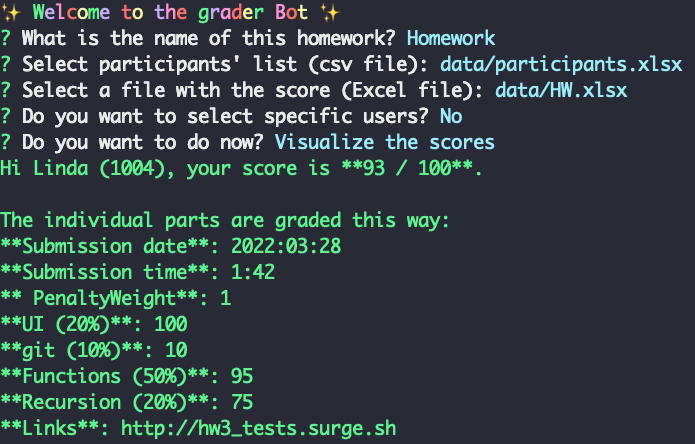 ✨ Welcome to the grader Bot ✨
? What is the name of this homework? Homework
? Select participants' list (csv file): data/participants.xlsx
? Select a file with the score (Excel file): data/HW.xlsx
? Do you want to select specific users? No
? Do you want to do now? Visualize the scores
Hi Linda (1004), your score is **93 / 100**.
The individual parts are graded this way:
**Submission date**: 2022:03:28
**Submission time**: 1:42
** PenaltyWeight**: 1
**UI (20%)**: 100
**git (10%)**: 10
**Functions (50%)**: 95
**Recursion (20%)**: 75
**Links**: http://hw3_tests.surge.sh